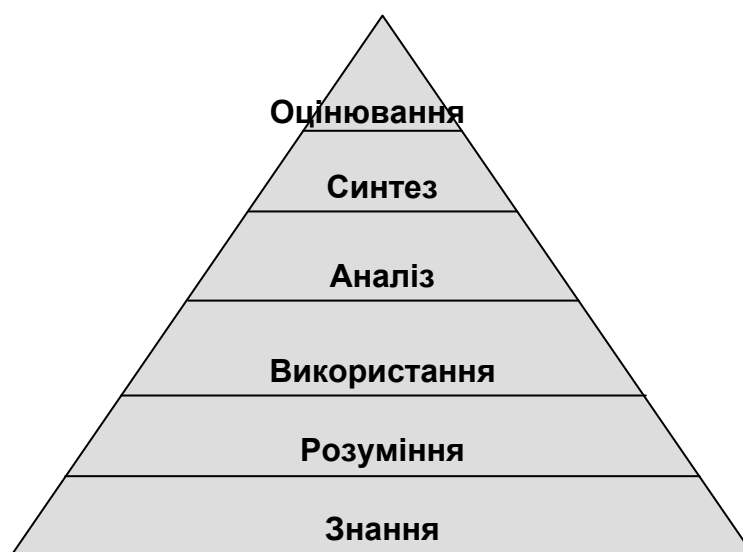 Оцінювання
Синтез
Аналіз
Використання
Розуміння
Знання